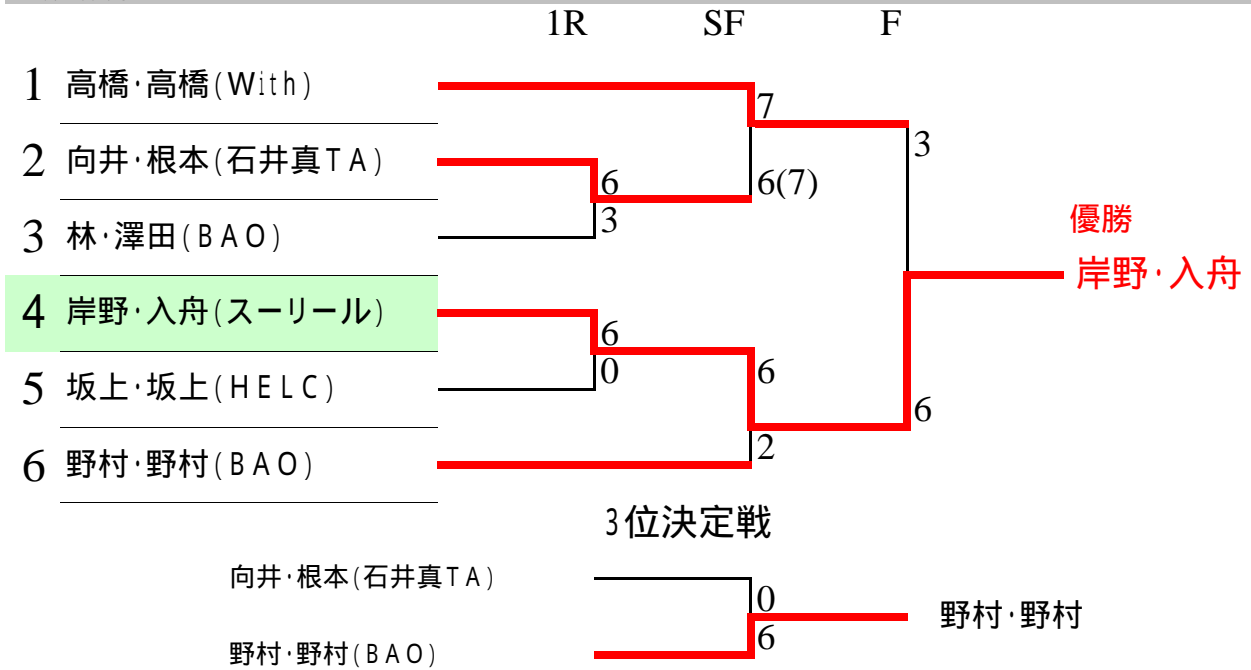 1R SF F
1 高橋・高橋(With)
7
3
2 向井・根本(石井真TA)
6
6(7)
3 林・澤田(BAO)
3
優勝
岸野・入舟
4 岸野・入舟(スーリール)
6
5 坂上・坂上(HELC)
0
6
6
6 野村・野村(BAO)
2
3位決定戦
向井・根本(石井真TA)
0
野村・野村
6
野村・野村(BAO)